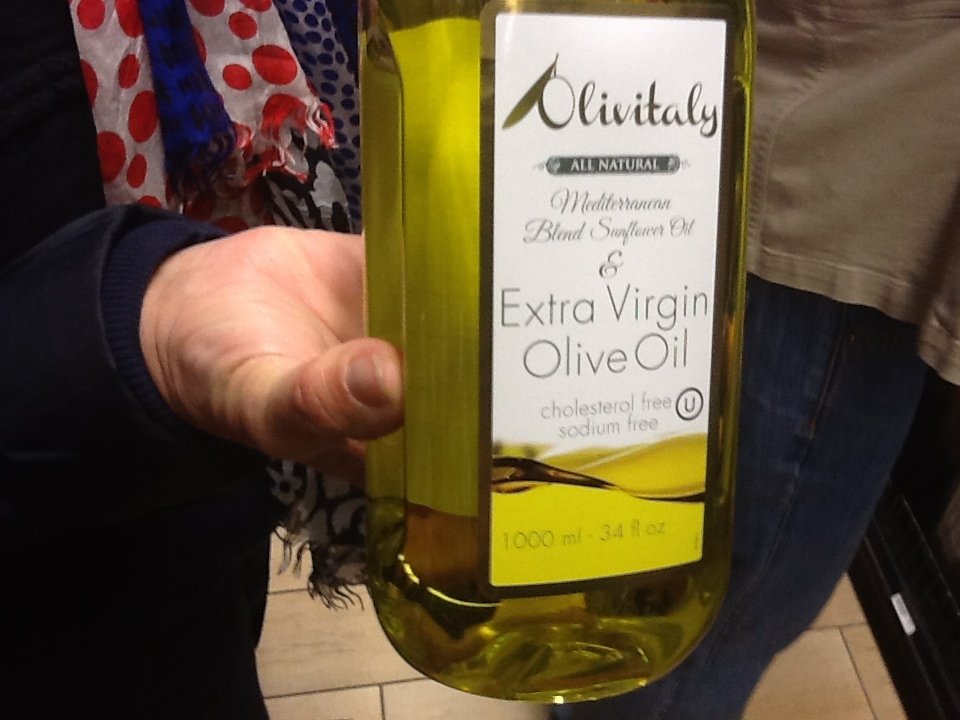 Olivitaly
ALL NATURAL
Mediterranean
Blend Sunflower Oil
&
Extra Virgin
Olive Oil
cholesterol free U
sodium free
1000 ml - 34 fl oz